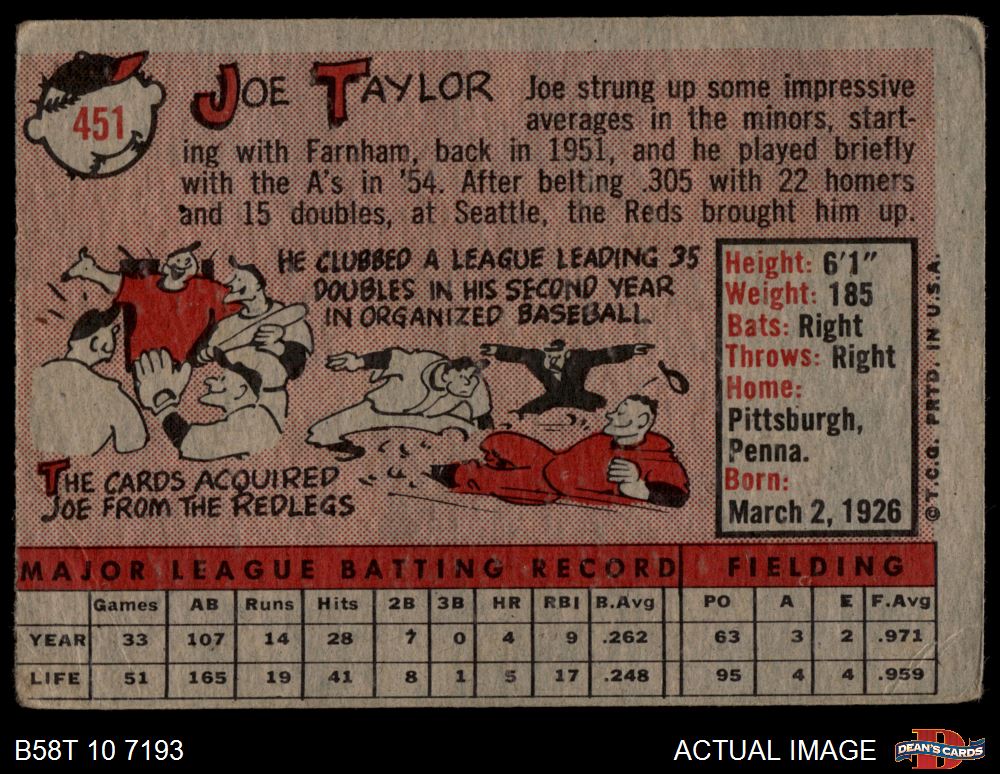 451
JOE TAYLOR
Joe strung up some impressive
averages in the minors, start-
ing with Farnham, back in 1951, and he played briefly
with the A's in '54. After belting .305 with 22 homers
and 15 doubles, at Seattle, the Reds brought him up.
HE CLUBBED A LEAGUE LEADING 35
DOUBLES IN HIS SECOND YEAR
IN ORGANIZED BASEBALL
THE CARDS ACQUIRED
JOE FROM THE REDLEGS
Height: 6'1"
Weight: 185
Bats: Right
Throws: Right
Home:
Pittsburgh,
Penna.
Born:
March 2, 1926
© T.C.G. PRTD. IN U.S.A.
MAJOR LEAGUE BATTING RECORD FIELDING
Games AB Runs Hits 2B 3B HR RBI B.Avg PO A E F.Avg
YEAR 33 107 14 28 7 0 4 9 .262 63 3 2 .971
LIFE 51 165 19 41 8 1 5 17 .248 95 4 4 .959
B58T 10 7193 ACTUAL IMAGE DEAN'S CARDS